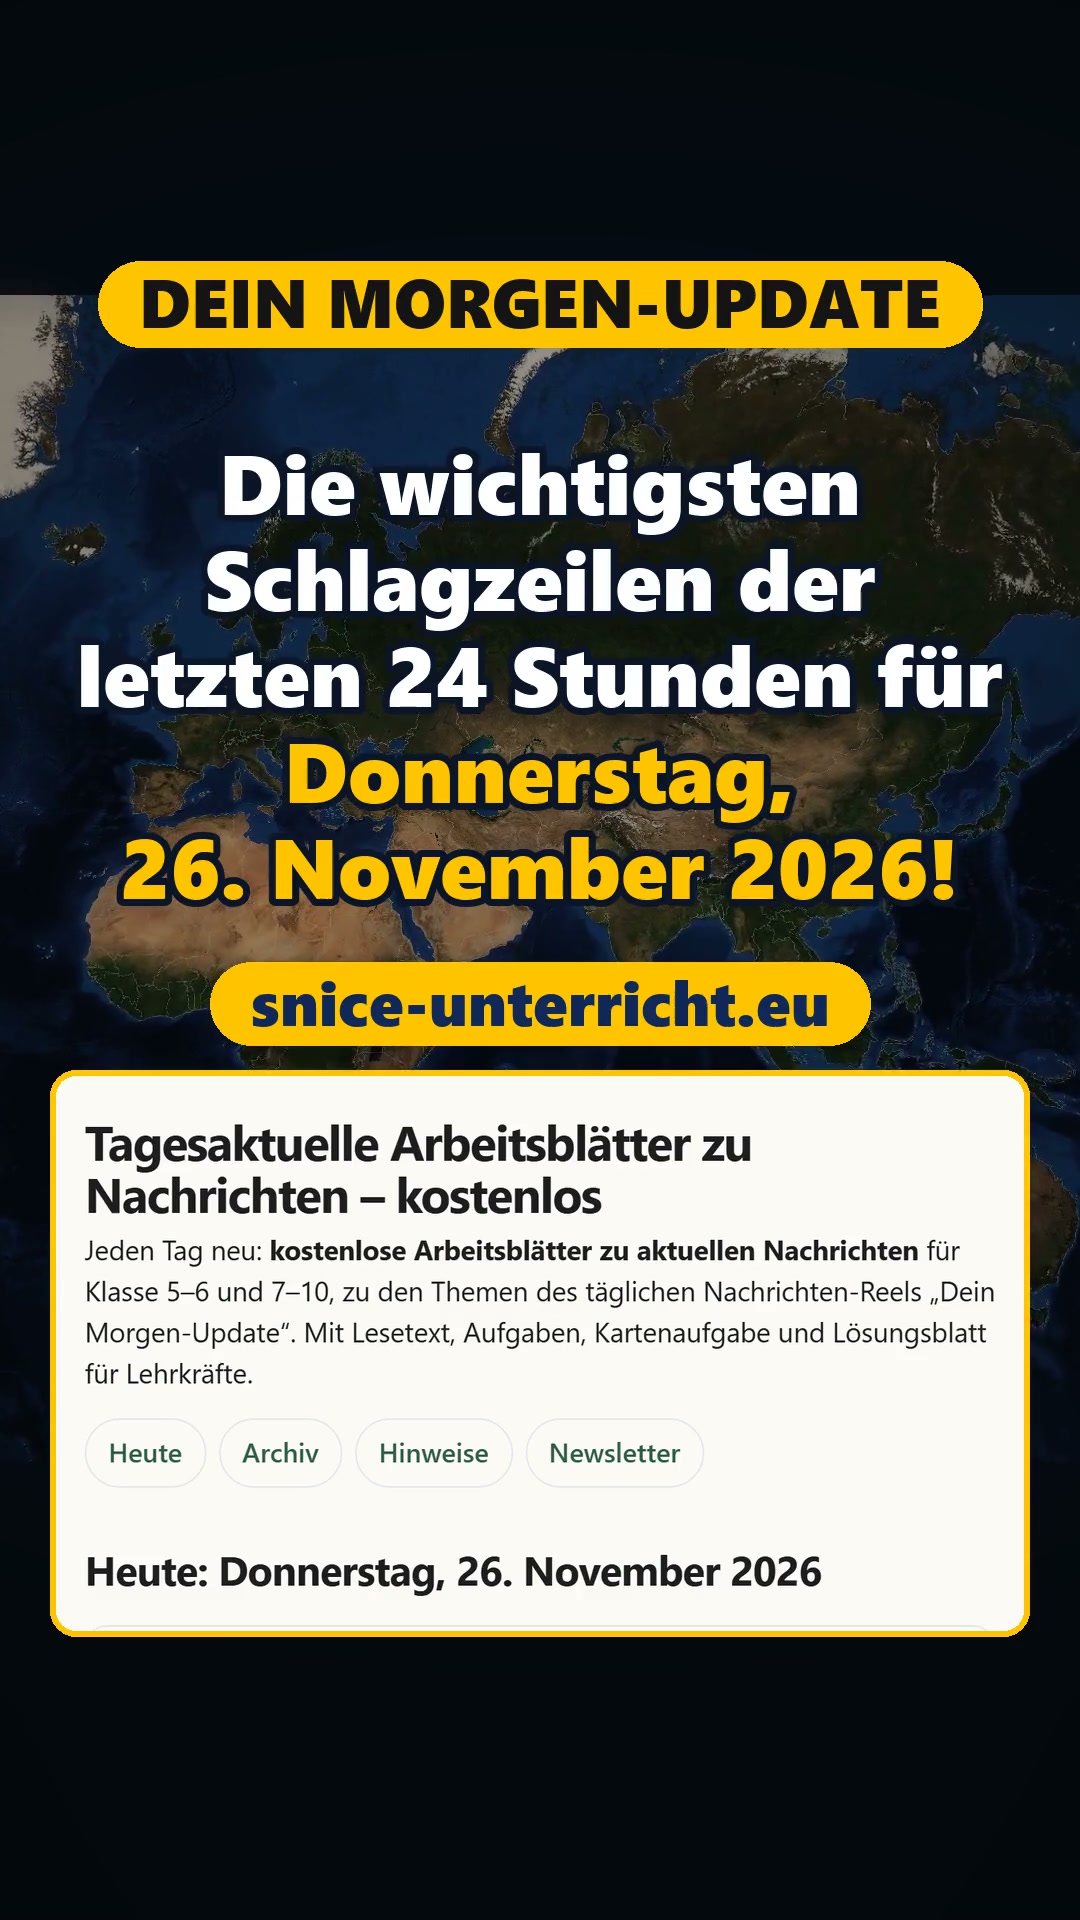 DEIN MORGEN-UPDATE
Die wichtigsten
Schlagzeilen der
letzten 24 Stunden für
Donnerstag,
26. November 2026!
snice-unterricht.eu
Tagesaktuelle Arbeitsblätter zu
Nachrichten – kostenlos
Jeden Tag neu: kostenlose Arbeitsblätter zu aktuellen Nachrichten für
Klasse 5–6 und 7–10, zu den Themen des täglichen Nachrichten-Reels „Dein
Morgen-Update“. Mit Lesetext, Aufgaben, Kartenaufgabe und Lösungsblatt
für Lehrkräfte.
Heute Archiv Hinweise Newsletter
Heute: Donnerstag, 26. November 2026